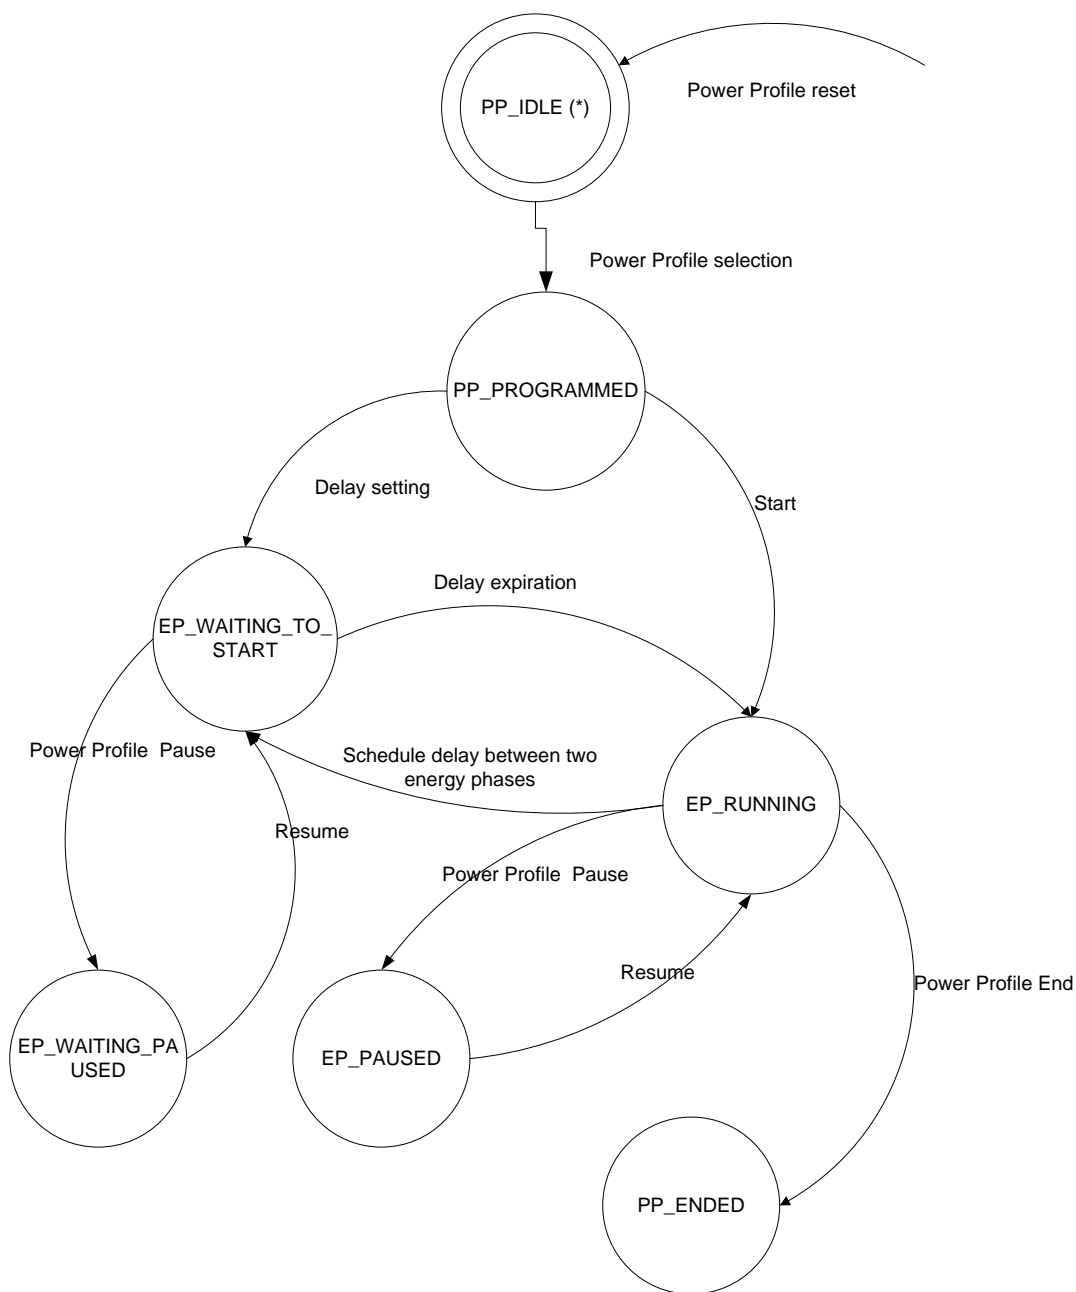 PP_IDLE (*)
Power Profile reset
Power Profile selection
PP_PROGRAMMED
Delay setting
Start
Delay expiration
EP_WAITING_TO_
START
Power Profile  Pause
Schedule delay between two
energy phases
EP_RUNNING
Resume
Power Profile  Pause
Resume
Power Profile End
EP_WAITING_PA
USED
EP_PAUSED
PP_ENDED